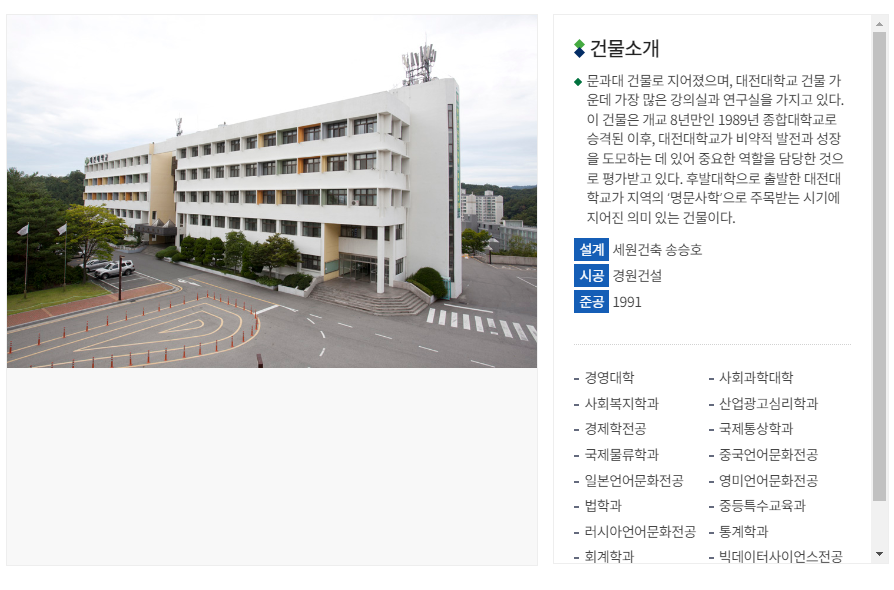 건물소개
문과대 건물로 지어졌으며, 대전대학교 건물 가
운데 가장 많은 강의실과 연구실을 가지고 있다.
이 건물은 개교 8년만인 1989년 종합대학교로
승격된 이후, 대전대학교가 비약적 발전과 성장
을 도모하는 데 있어 중요한 역할을 담당한 것으
로 평가받고 있다. 후발대학으로 출발한 대전대
학교가 지역의 '명문사학'으로 주목받는 시기에
지어진 의미 있는 건물이다.
설계 세원건축 송승호
시공 경원건설
준공 1991
- 경영대학 - 사회과학대학
- 사회복지학과 - 산업광고심리학과
- 경제학전공 - 국제통상학과
- 국제물류학과 - 중국언어문화전공
- 일본언어문화전공 - 영미언어문화전공
- 법학과 - 중등특수교육과
- 러시아언어문화전공 - 통계학과
- 회계학과 - 빅데이터사이언스전공